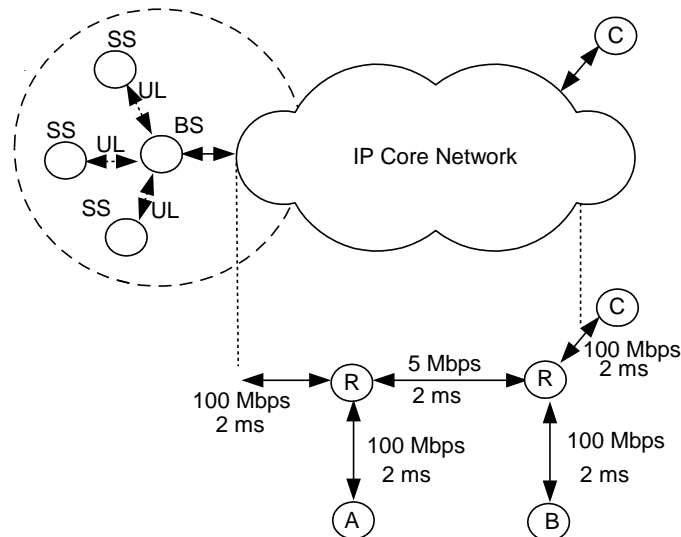 SS
C
UL
BS
SS
UL
IP Core Network
SS
UL
C
5 Mbps
100 Mbps
R
R
100 Mbps
2 ms
2 ms
2 ms
100 Mbps
100 Mbps
2 ms
2 ms
A
B